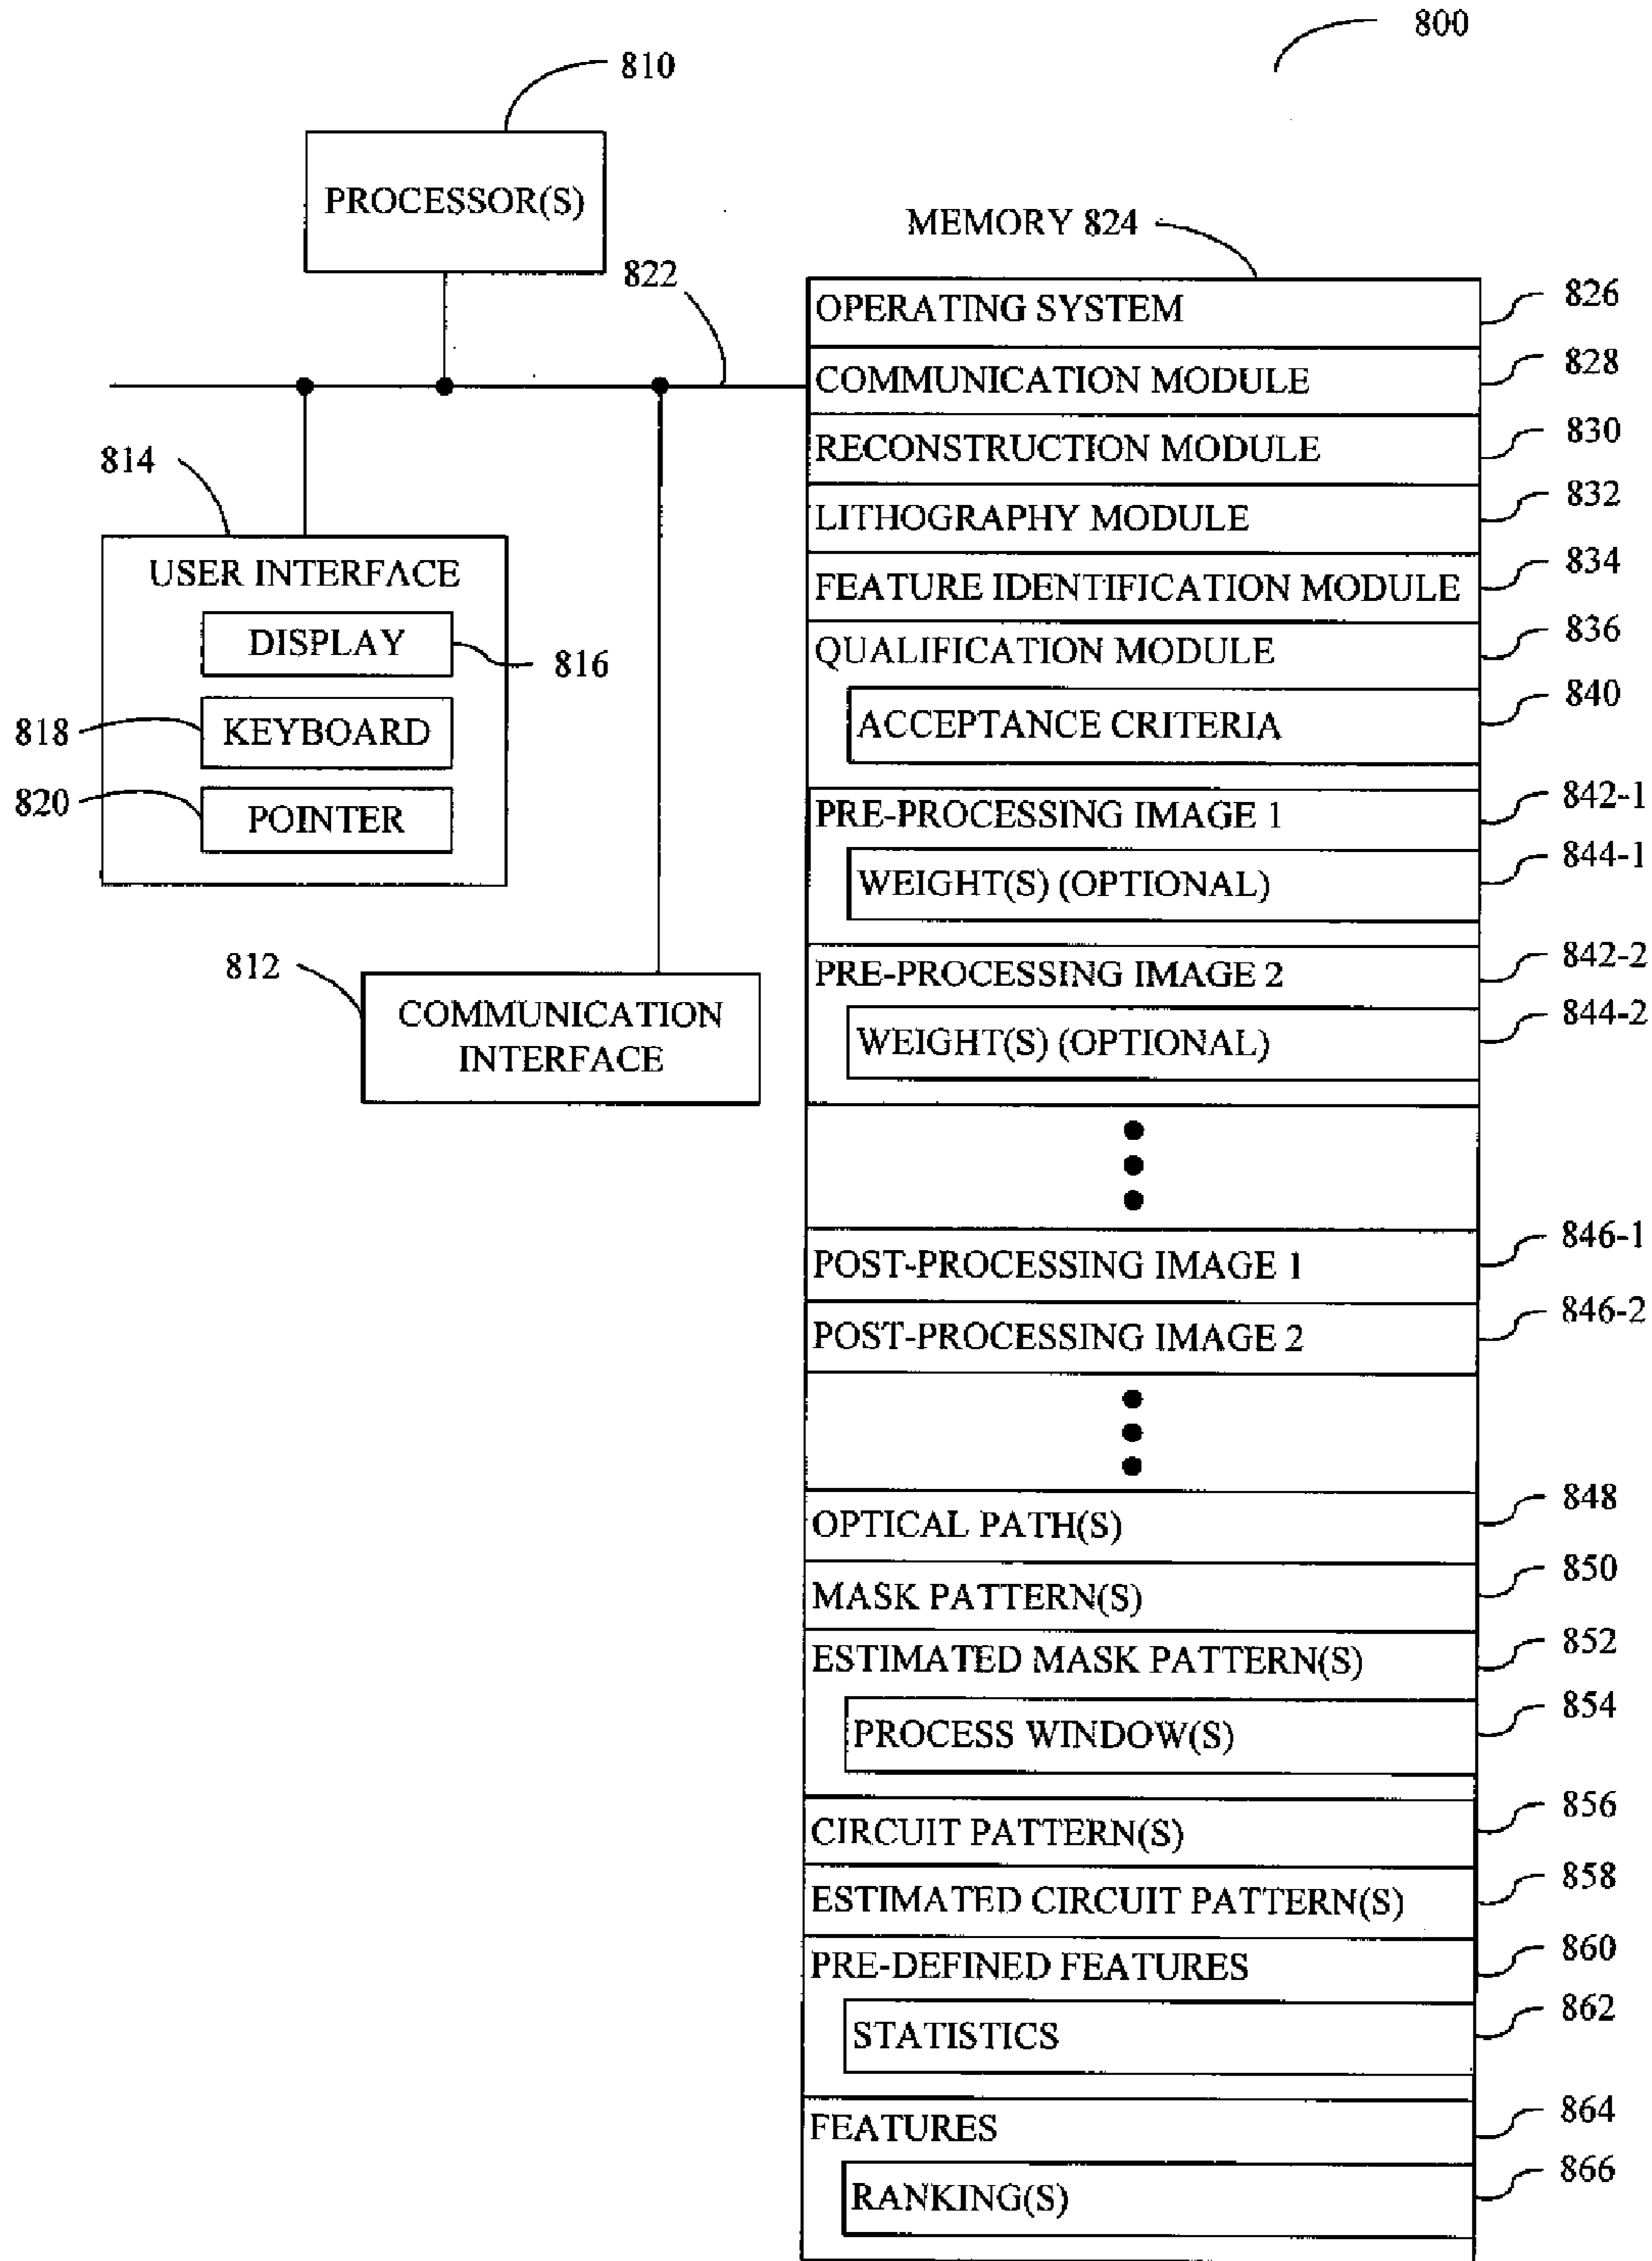 800
810
PROCESSOR(S)
822
814
USER INTERFACE
DISPLAY
816
818
KEYBOARD
820
POINTER
812
COMMUNICATION
INTERFACE
MEMORY 824
OPERATING SYSTEM
826
COMMUNICATION MODULE
828
RECONSTRUCTION MODULE
830
LITHOGRAPHY MODULE
832
FEATURE IDENTIFICATION MODULE
834
QUALIFICATION MODULE
836
ACCEPTANCE CRITERIA
840
PRE-PROCESSING IMAGE 1
842-1
WEIGHT(S) (OPTIONAL)
844-1
PRE-PROCESSING IMAGE 2
842-2
WEIGHT(S) (OPTIONAL)
844-2
POST-PROCESSING IMAGE 1
846-1
POST-PROCESSING IMAGE 2
846-2
OPTICAL PATH(S)
848
MASK PATTERN(S)
850
ESTIMATED MASK PATTERN(S)
852
PROCESS WINDOW(S)
854
CIRCUIT PATTERN(S)
856
ESTIMATED CIRCUIT PATTERN(S)
858
PRE-DEFINED FEATURES
860
STATISTICS
862
FEATURES
864
RANKING(S)
866